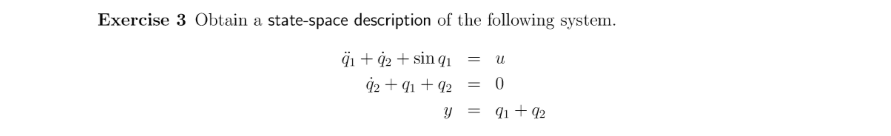 Exercise 3 Obtain a state-space description of the following system.
q̈₁ + q̇₂ + sin q₁ = u
q̇₂ + q₁ + q₂ = 0
y = q₁ + q₂